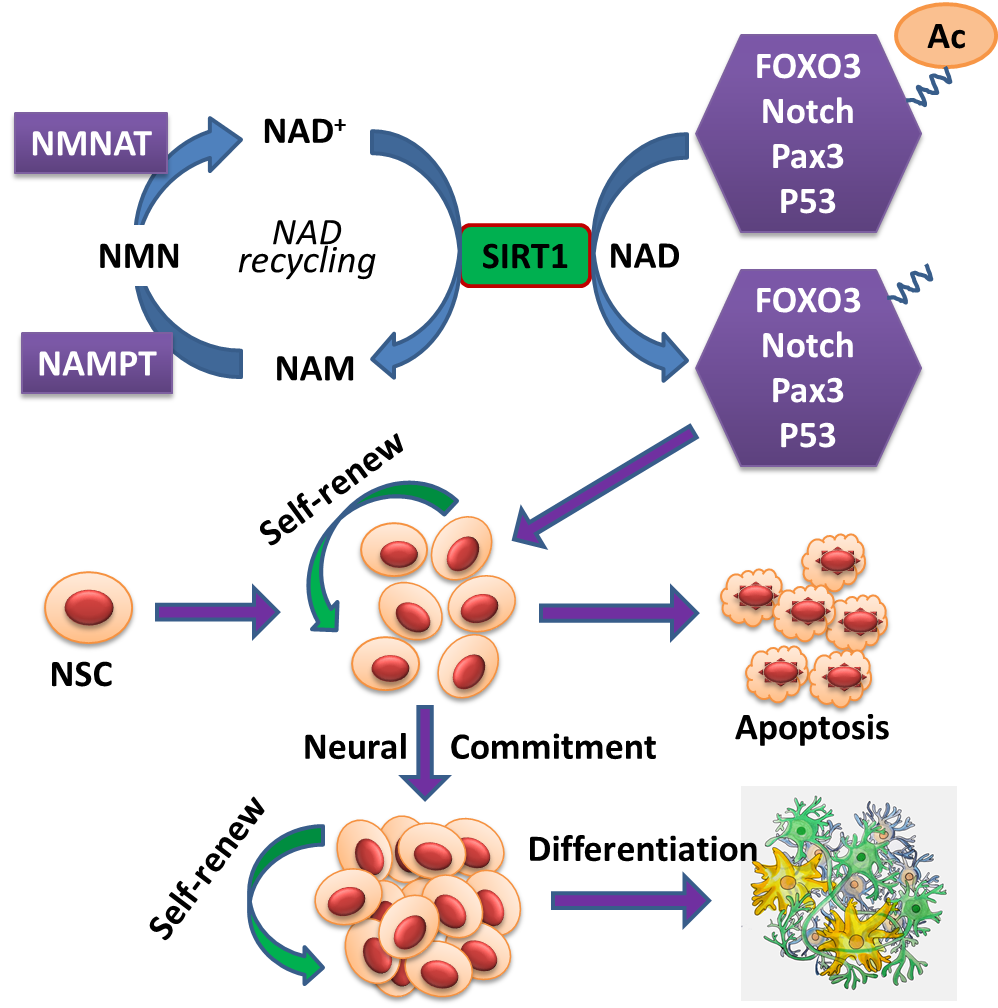 Ac
FOXO3
Notch
Pax3
P53
NMNAT
NAD⁺
NMN
NAD
recycling
SIRT1
NAD
NAMPT
NAM
FOXO3
Notch
Pax3
P53
Self-renew
NSC
Apoptosis
Neural Commitment
Self-renew
Differentiation